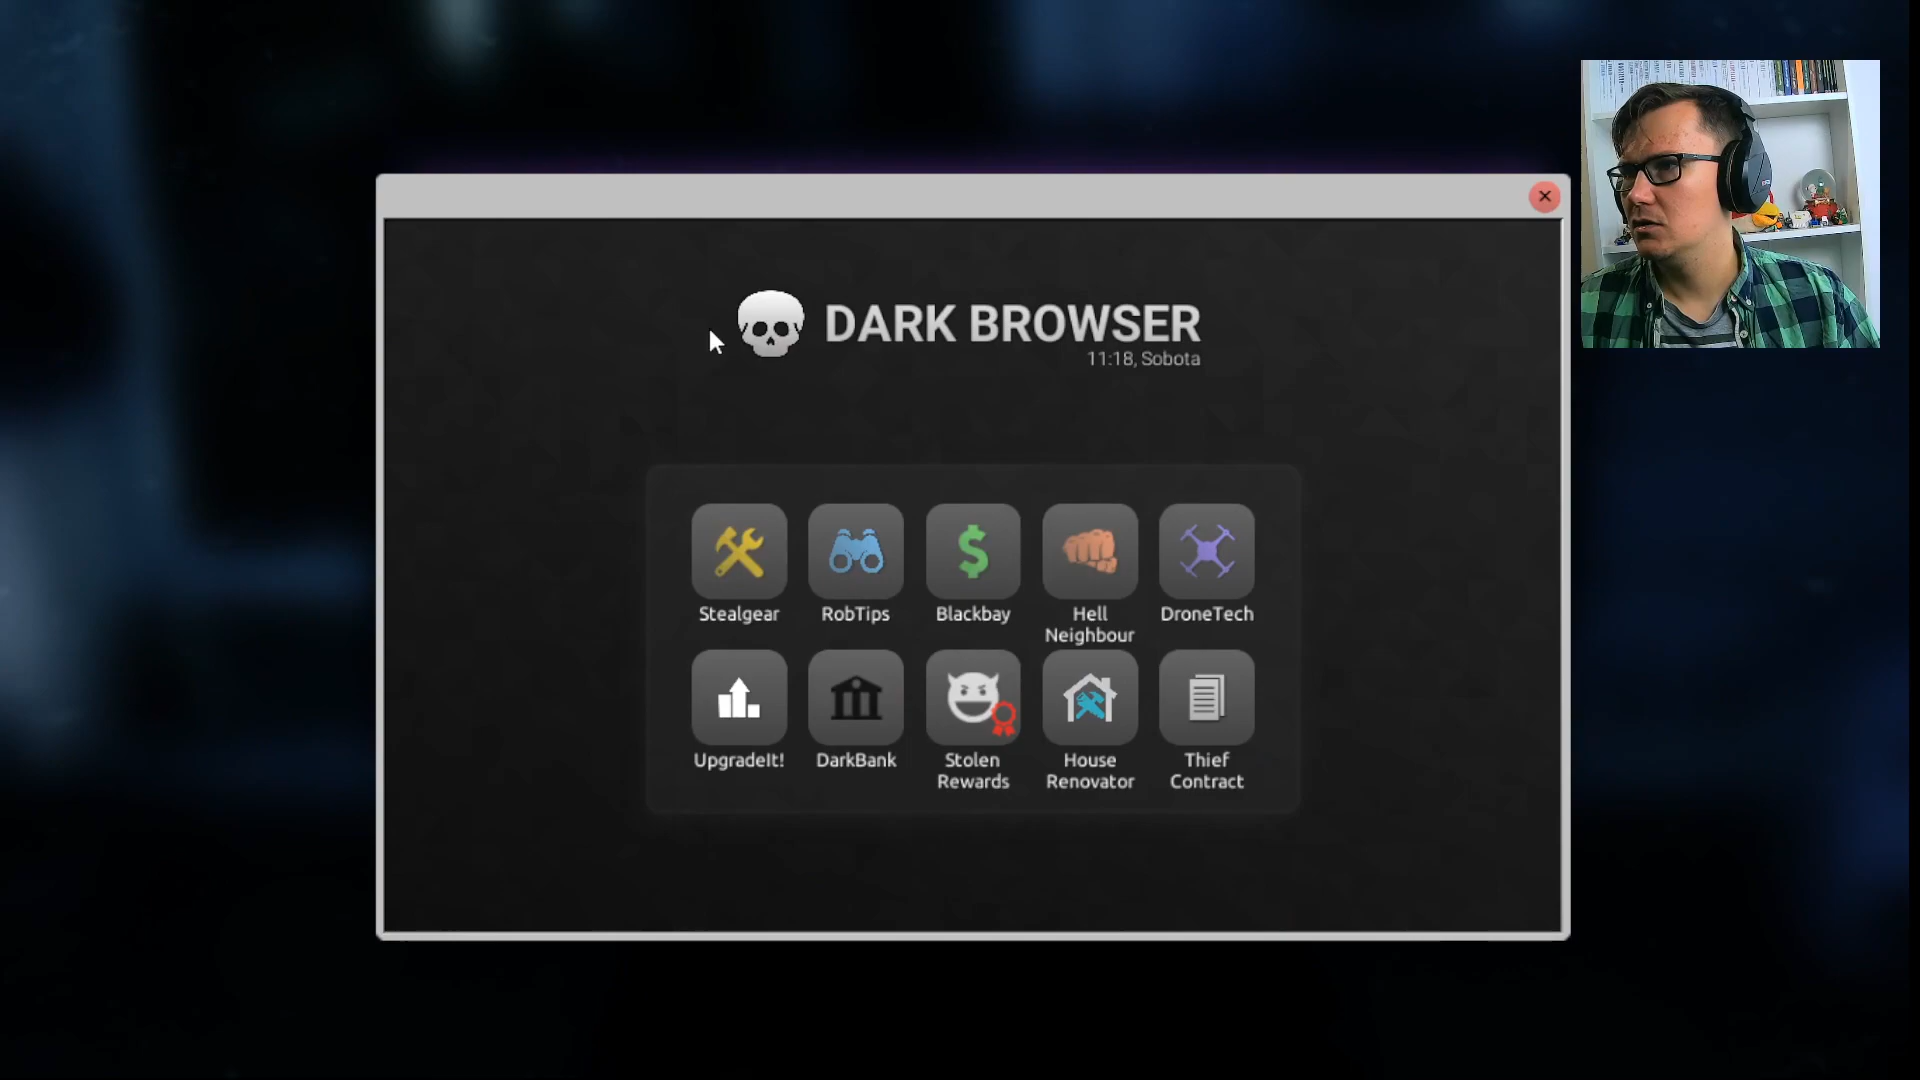 DARK BROWSER
11:18, Sobota
Stealgear
RobTips
Blackbay
Hell
Neighbour
DroneTech
UpgradeIt!
DarkBank
Stolen
Rewards
House
Renovator
Thief
Contract